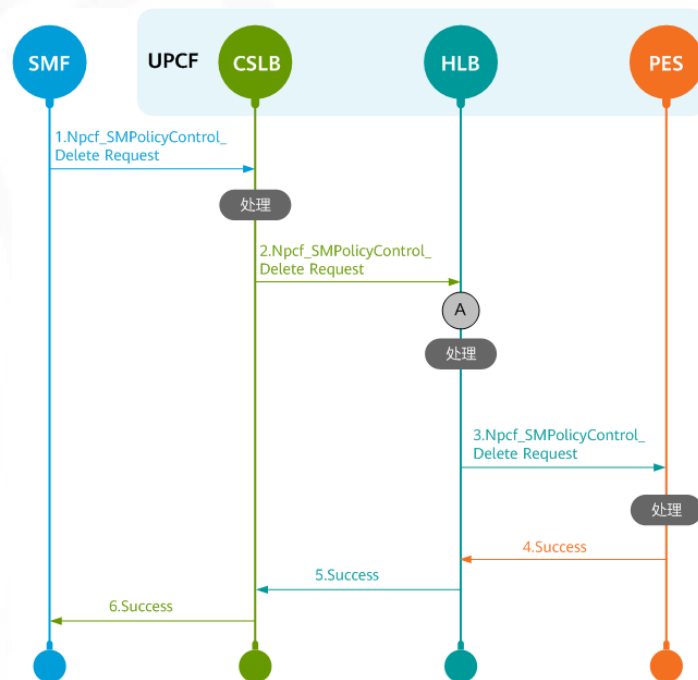 SMF
UPCF
CSLB
HLB
PES
1.Npcf_SMPolicyControl_
Delete Request
处理
2.Npcf_SMPolicyControl_
Delete Request
A
处理
3.Npcf_SMPolicyControl_
Delete Request
处理
4.Success
5.Success
6.Success